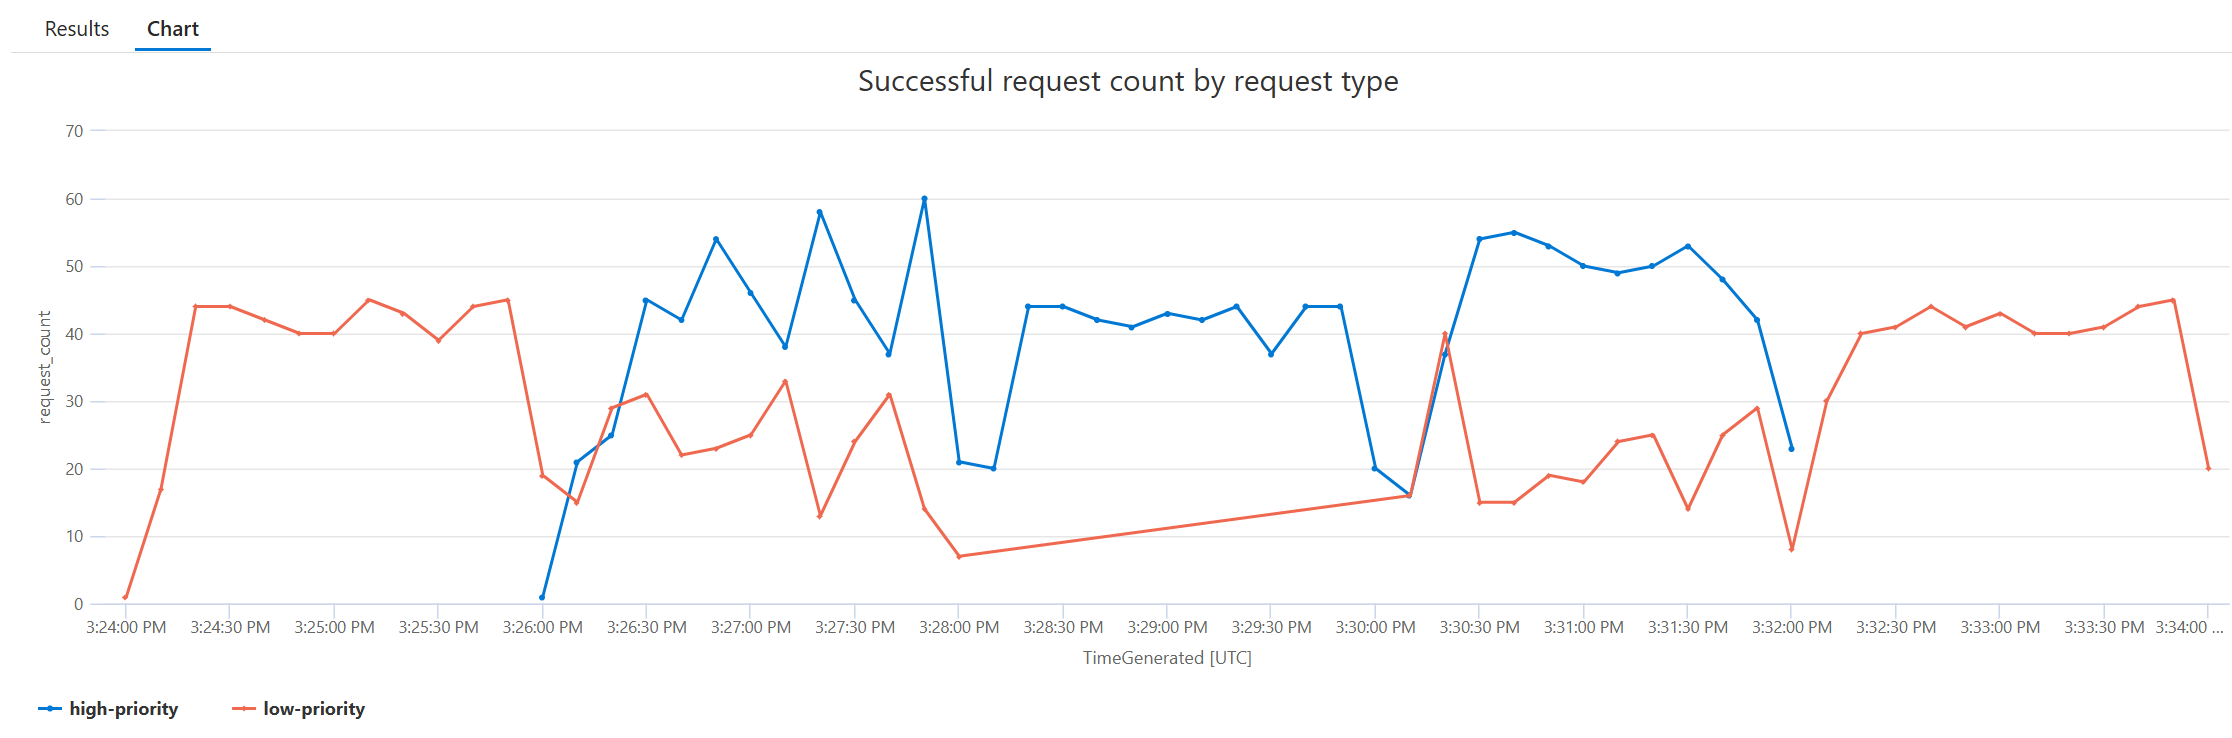 Results Chart
Successful request count by request type
70
60
50
40
30
20
10
0
request_count
3:24:00 PM 3:24:30 PM 3:25:00 PM 3:25:30 PM 3:26:00 PM 3:26:30 PM 3:27:00 PM 3:27:30 PM 3:28:00 PM 3:28:30 PM 3:29:00 PM 3:29:30 PM 3:30:00 PM 3:30:30 PM 3:31:00 PM 3:31:30 PM 3:32:00 PM 3:32:30 PM 3:33:00 PM 3:33:30 PM 3:34:00 ...
TimeGenerated [UTC]
high-priority low-priority